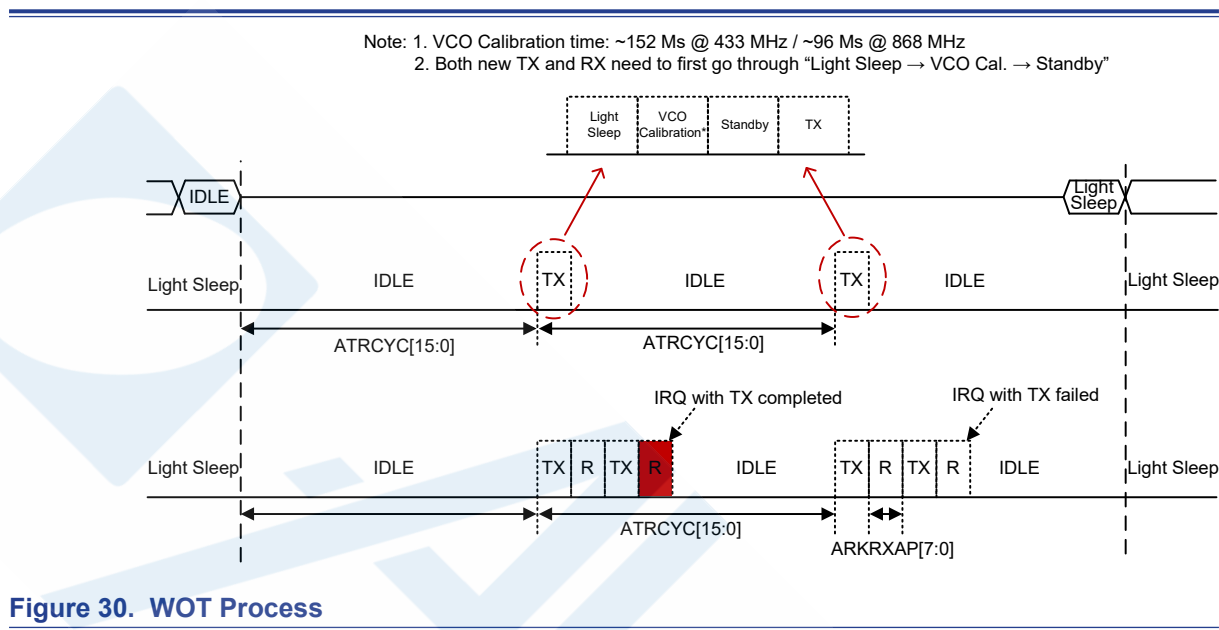 Note: 1. VCO Calibration time: ~152 Ms @ 433 MHz / ~96 Ms @ 868 MHz
2. Both new TX and RX need to first go through “Light Sleep → VCO Cal. → Standby”
Light Sleep
VCO Calibration*
Standby
TX
IDLE
Light Sleep
Light Sleep
IDLE
TX
IDLE
TX
IDLE
Light Sleep
ATRCYC[15:0]
ATRCYC[15:0]
IRQ with TX completed
IRQ with TX failed
Light Sleep
IDLE
TX
R
TX
R
IDLE
TX
R
TX
R
IDLE
Light Sleep
ATRCYC[15:0]
ARKRXAP[7:0]
Figure 30. WOT Process